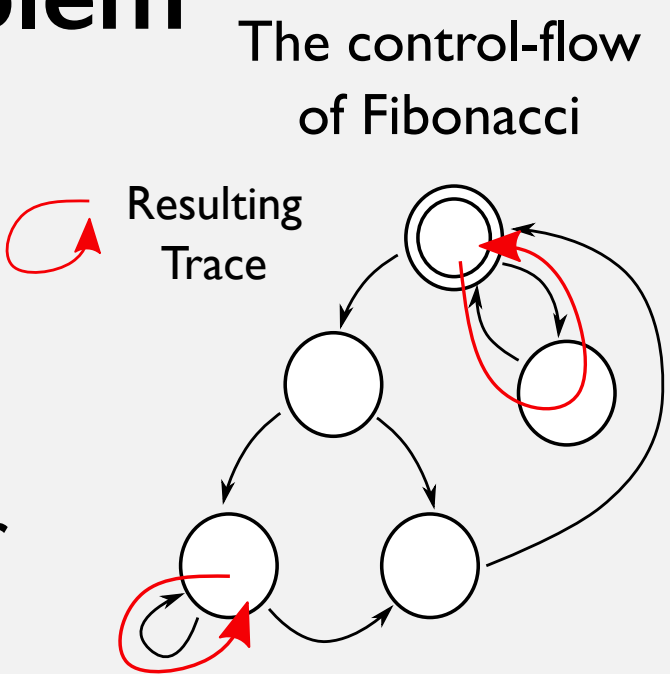 The control-flow
of Fibonacci
Resulting
Trace